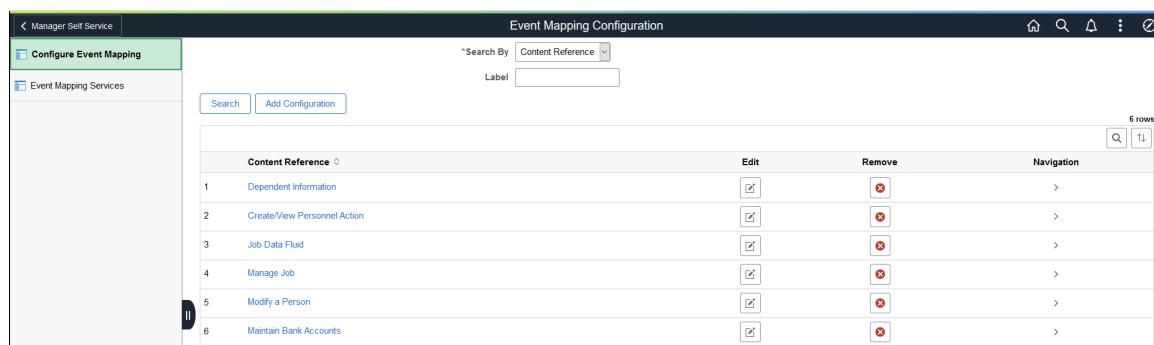 Manager Self Service
Event Mapping Configuration
Configure Event Mapping
Event Mapping Services
*Search By Content Reference
Label
Search Add Configuration
6 rows
Content Reference Edit Remove Navigation
1 Dependent Information
2 Create/View Personnel Action
3 Job Data Fluid
4 Manage Job
5 Modify a Person
6 Maintain Bank Accounts